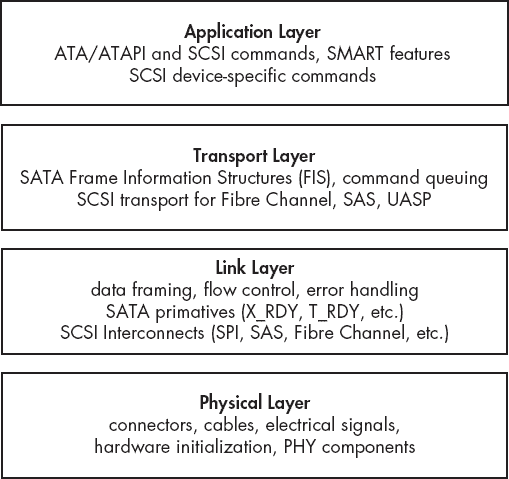 Application Layer
ATA/ATAPI and SCSI commands, SMART features
SCSI device-specific commands
Transport Layer
SATA Frame Information Structures (FIS), command queuing
SCSI transport for Fibre Channel, SAS, UASP
Link Layer
data framing, flow control, error handling
SATA primitives (X_RDY, T_RDY, etc.)
SCSI Interconnects (SPI, SAS, Fibre Channel, etc.)
Physical Layer
connectors, cables, electrical signals,
hardware initialization, PHY components